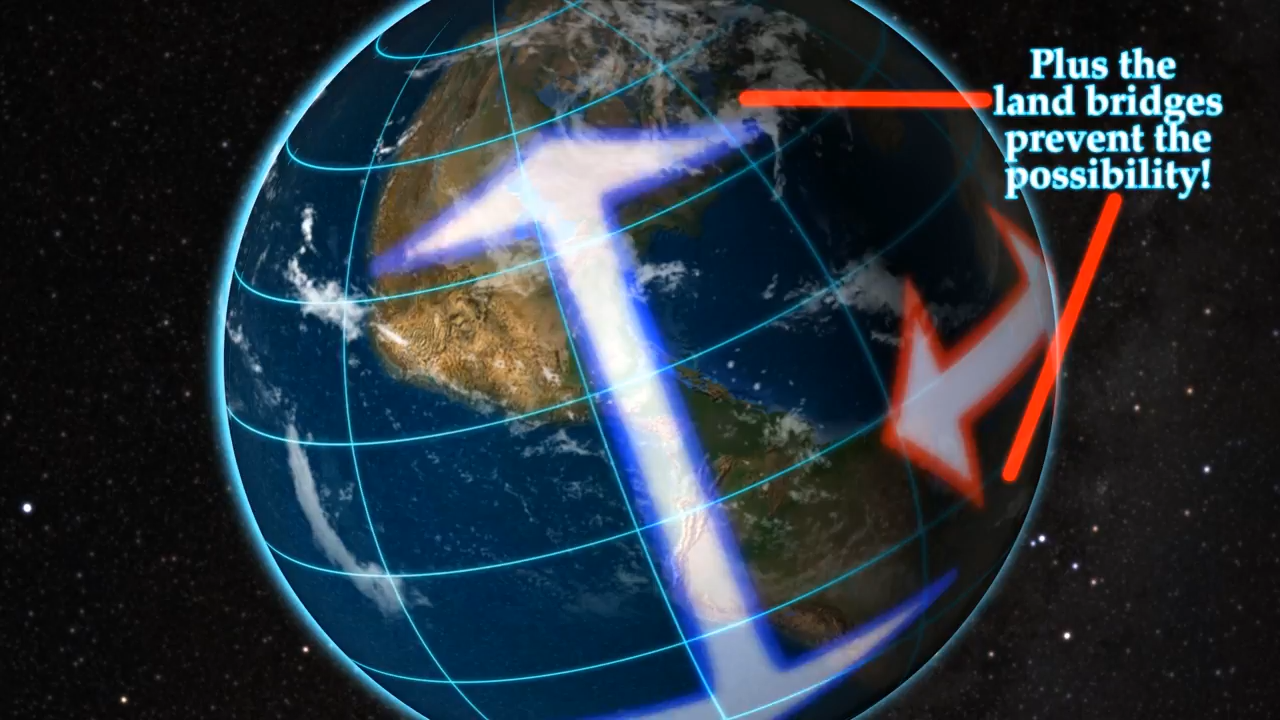 Plus the
land bridges
prevent the
possibility!